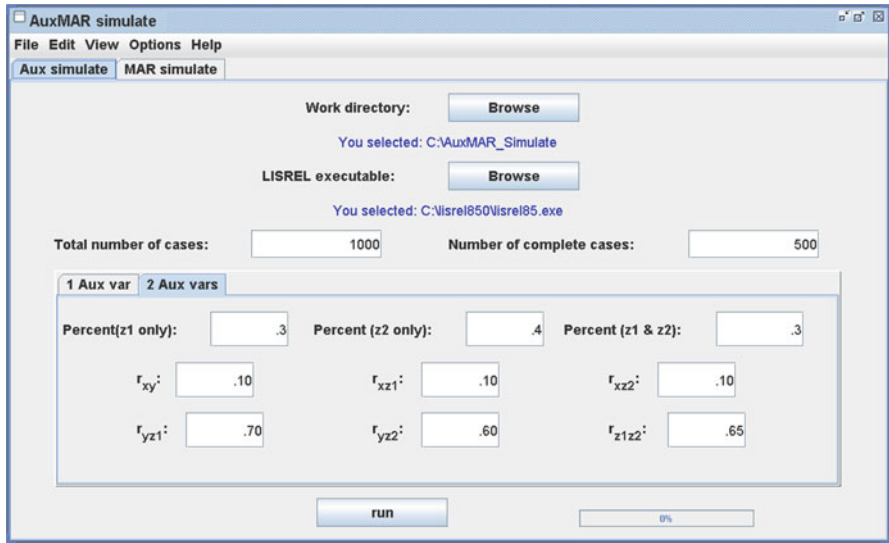 AuxMAR simulate
File Edit View Options Help
Aux simulate MAR simulate
Work directory: Browse
You selected: C:\AuxMAR_Simulate
LISREL executable: Browse
You selected: C:\lisrel850\lisrel85.exe
Total number of cases: 1000 Number of complete cases: 500
1 Aux var 2 Aux vars
Percent(z1 only): .3 Percent (z2 only): .4 Percent (z1 & z2): .3
rxy: .10 rxz1: .10 rxz2: .10
ryz1: .70 ryz2: .60 rz1z2: .65
run 0%